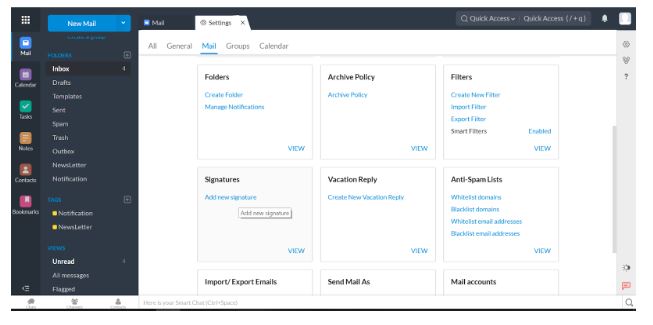 New Mail
Mail
Settings
Quick Access
Quick Access ( / + q )
Create a group
All
General
Mail
Groups
Calendar
Mail
Calendar
Tasks
Notes
Contacts
Bookmarks
FOLDERS
Inbox 4
Drafts
Templates
Sent
Spam
Trash
Outbox
NewsLetter
Notification
TAGS
Notification
NewsLetter
VIEWS
Unread 4
All messages
Flagged
Folders
Create Folder
Manage Notifications
VIEW
Archive Policy
Archive Policy
VIEW
Filters
Create New Filter
Import Filter
Export Filter
Smart Filters Enabled
VIEW
Signatures
Add new signature
Add new signature
VIEW
Vacation Reply
Create New Vacation Reply
VIEW
Anti-Spam Lists
Whitelist domains
Blacklist domains
Whitelist email addresses
Blacklist email addresses
VIEW
Import/ Export Emails
Send Mail As
Mail accounts
Chats
Channels
Contacts
Here is your Smart Chat (Ctrl+Space)